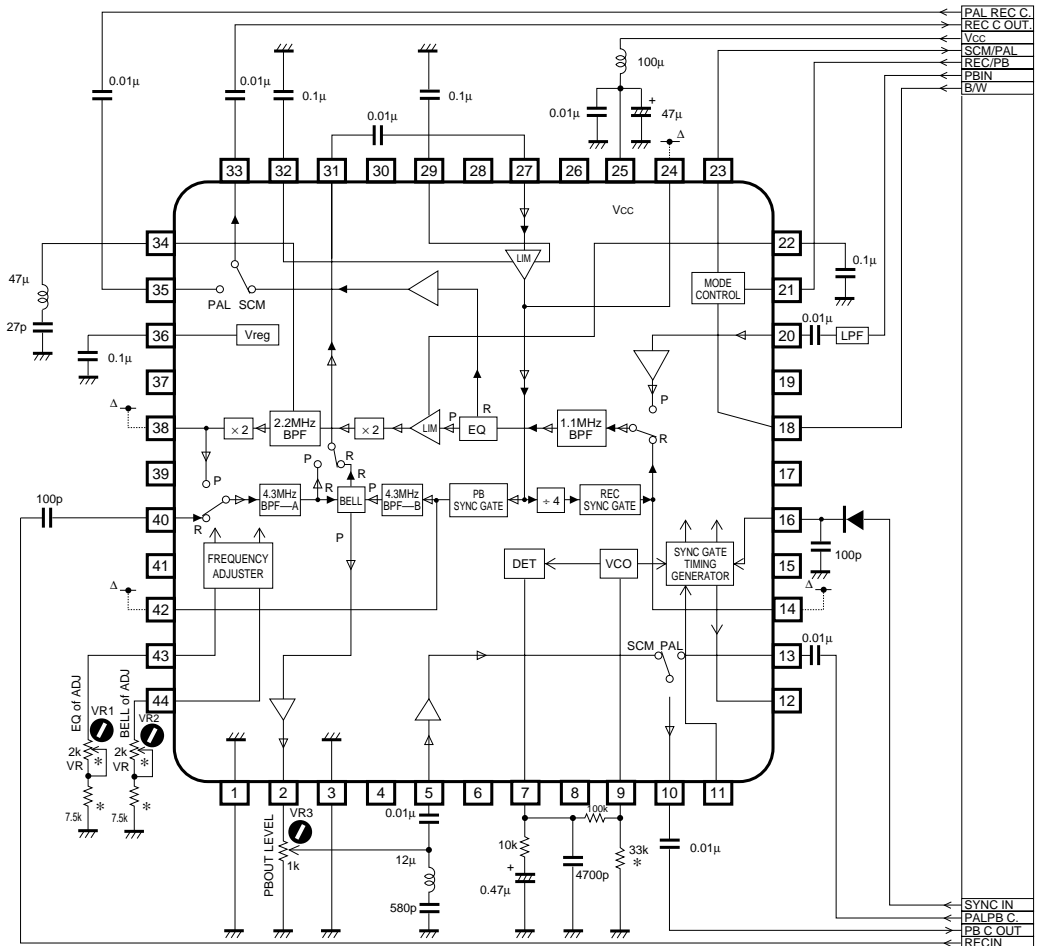 PAL REC C.
REC C OUT.
Vcc
SCM/PAL
REC/PB
PBIN
B/W
0.01µ
0.01µ
0.1µ
0.01µ
0.1µ
100µ
0.01µ
+
47µ
Δ
33
32
31
30
29
28
27
26
25
24
23
Vcc
34
47µ
27p
35
PAL SCM
LIM
MODE
CONTROL
22
0.1µ
21
36
0.1µ
Vreg
20
0.01µ
LPF
37
19
Δ
38
×2
2.2MHz
BPF
×2
LIM
P
EQ
R
1.1MHz
BPF
P
R
18
39
P
R
4.3MHz
BPF—A
P
R
R
R
BELL
P
4.3MHz
BPF—B
PB
SYNC GATE
÷4
REC
SYNC GATE
17
100p
40
P
16
100p
41
FREQUENCY
ADJUSTER
DET
VCO
SYNC GATE
TIMING
GENERATOR
15
Δ
42
14
Δ
43
SCM PAL
13
0.01µ
44
12
EQ of ADJ
VR1
BELL of ADJ
VR2
2k
VR
*
2k
VR
*
7.5k
*
7.5k
*
1
2
3
4
5
6
7
8
9
10
11
PBOUT LEVEL
VR3
1k
0.01µ
12µ
580p
10k
+
0.47µ
4700p
100k
33k
*
0.01µ
SYNC IN
PALPB C.
PB C OUT
RECIN